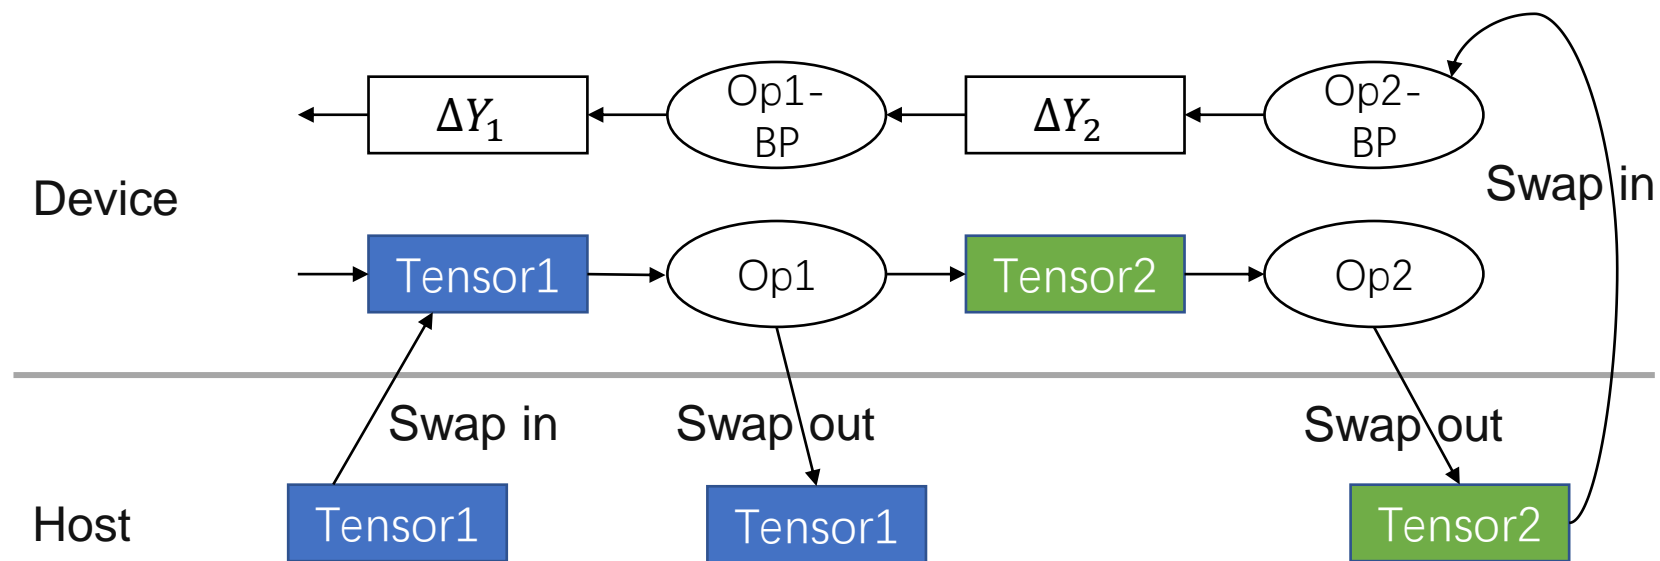 ΔY₁
Op1-
BP
ΔY₂
Op2-
BP
Swap in
Device
Tensor1
Op1
Tensor2
Op2
Swap in
Swap out
Swap out
Host
Tensor1
Tensor1
Tensor2